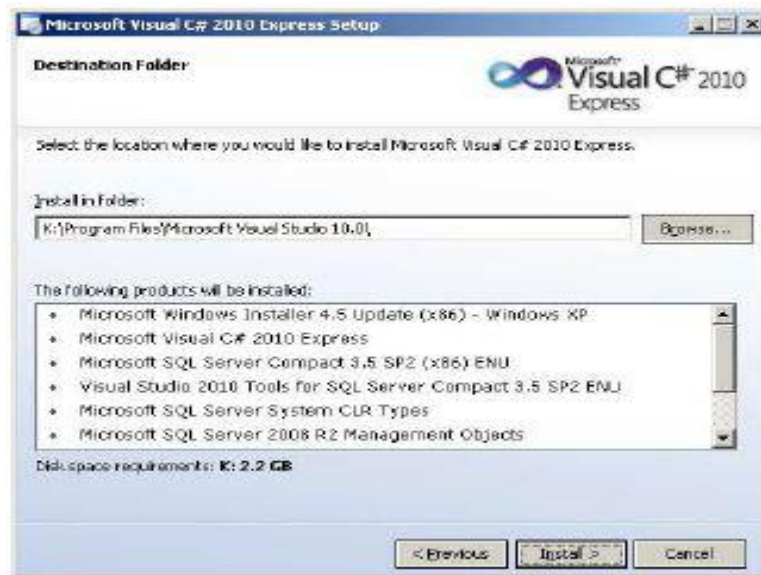 Microsoft Visual C# 2010 Express Setup
Destination Folder
Microsoft®
Visual C# 2010
Express
Select the location where you would like to install Microsoft Visual C# 2010 Express.
Install in folder:
K:\Program Files\Microsoft Visual Studio 10.0\
Browse...
The following products will be installed:
• Microsoft Windows Installer 4.5 Update (x86) - Windows XP
• Microsoft Visual C# 2010 Express
• Microsoft SQL Server Compact 3.5 SP2 (x86) ENU
• Visual Studio 2010 Tools for SQL Server Compact 3.5 SP2 ENU
• Microsoft SQL Server System CLR Types
• Microsoft SQL Server 2008 R2 Management Objects
Disk space requirements: K: 2.2 GB
< Previous
Install >
Cancel